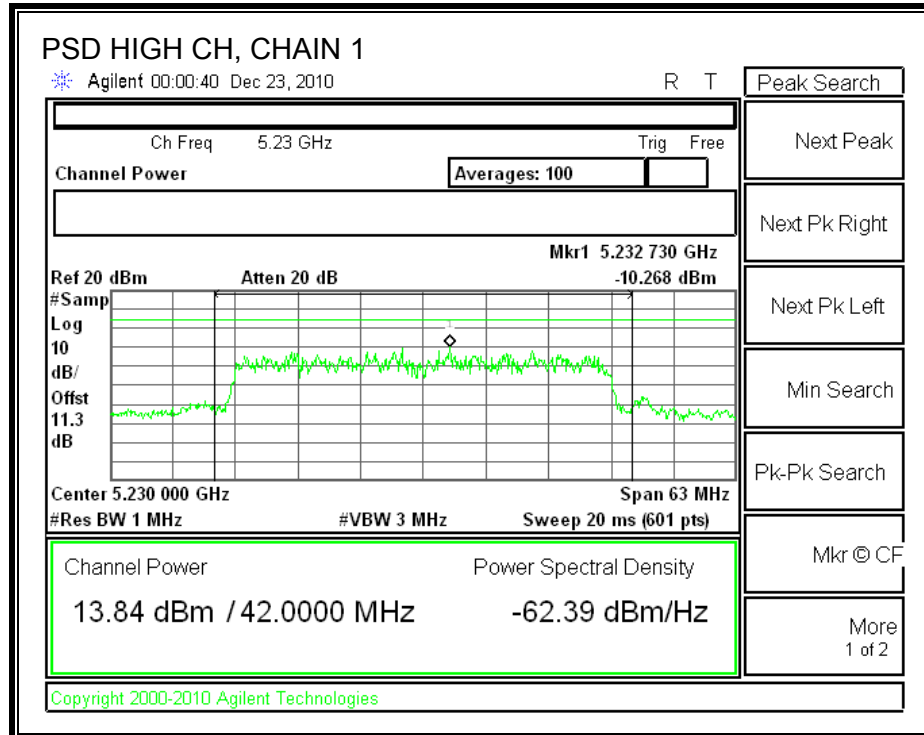 PSD HIGH CH, CHAIN 1
Agilent 00:00:40 Dec 23, 2010 R T
Peak Search
Ch Freq 5.23 GHz Trig Free
Channel Power Averages: 100
Mkr1 5.232 730 GHz
Ref 20 dBm Atten 20 dB -10.268 dBm
#Samp
Log
10
dB/
Offst
11.3
dB
1
Center 5.230 000 GHz Span 63 MHz
#Res BW 1 MHz #VBW 3 MHz Sweep 20 ms (601 pts)
Channel Power Power Spectral Density
13.84 dBm / 42.0000 MHz -62.39 dBm/Hz
Copyright 2000-2010 Agilent Technologies
Next Peak
Next Pk Right
Next Pk Left
Min Search
Pk-Pk Search
Mkr © CF
More
1 of 2